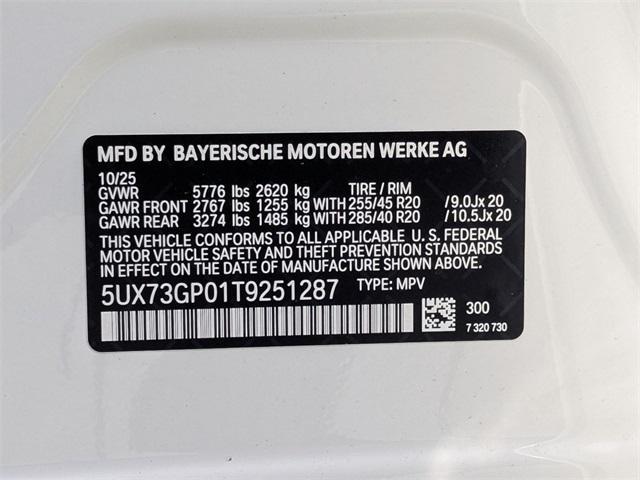 MFD BY BAYERISCHE MOTOREN WERKE AG
10/25
GVWR 5776 lbs 2620 kg TIRE / RIM
GAWR FRONT 2767 lbs 1255 kg WITH 255/45 R20 /9.0Jx 20
GAWR REAR 3274 lbs 1485 kg WITH 285/40 R20 /10.5Jx 20
THIS VEHICLE CONFORMS TO ALL APPLICABLE U. S. FEDERAL
MOTOR VEHICLE SAFETY AND THEFT PREVENTION STANDARDS
IN EFFECT ON THE DATE OF MANUFACTURE SHOWN ABOVE.
5UX73GP01T9251287 TYPE: MPV
300
7 320 730